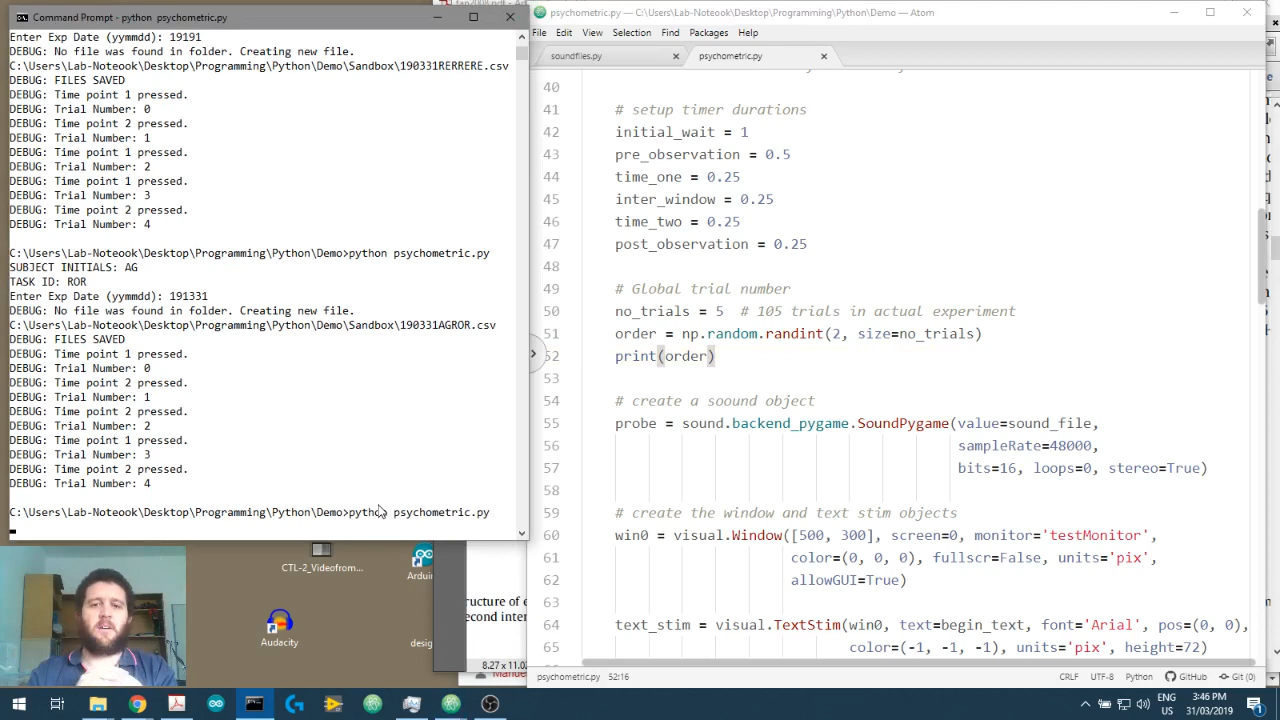 Command Prompt - python  psychometric.py
Enter Exp Date (yymmdd): 19191
DEBUG: No file was found in folder. Creating new file.
C:\Users\Lab-Noteook\Desktop\Programming\Python\Demo\Sandbox\190331RERRERE.csv
DEBUG: FILES SAVED
DEBUG: Time point 1 pressed.
DEBUG: Trial Number: 0
DEBUG: Time point 2 pressed.
DEBUG: Trial Number: 1
DEBUG: Time point 1 pressed.
DEBUG: Trial Number: 2
DEBUG: Time point 1 pressed.
DEBUG: Trial Number: 3
DEBUG: Time point 2 pressed.
DEBUG: Trial Number: 4
C:\Users\Lab-Noteook\Desktop\Programming\Python\Demo>python psychometric.py
SUBJECT INITIALS: AG
TASK ID: ROR
Enter Exp Date (yymmdd): 191331
DEBUG: No file was found in folder. Creating new file.
C:\Users\Lab-Noteook\Desktop\Programming\Python\Demo\Sandbox\190331AGROR.csv
DEBUG: FILES SAVED
DEBUG: Time point 1 pressed.
DEBUG: Trial Number: 0
DEBUG: Time point 2 pressed.
DEBUG: Trial Number: 1
DEBUG: Time point 2 pressed.
DEBUG: Trial Number: 2
DEBUG: Time point 1 pressed.
DEBUG: Trial Number: 3
DEBUG: Time point 2 pressed.
DEBUG: Trial Number: 4
C:\Users\Lab-Noteook\Desktop\Programming\Python\Demo>python psychometric.py
psychometric.py — C:\Users\Lab-Noteook\Desktop\Programming\Python\Demo — Atom
File Edit View Selection Find Packages Help
soundfiles.py
psychometric.py
40
41 # setup timer durations
42 initial_wait = 1
43 pre_observation = 0.5
44 time_one = 0.25
45 inter_window = 0.25
46 time_two = 0.25
47 post_observation = 0.25
48
49 # Global trial number
50 no_trials = 5  # 105 trials in actual experiment
51 order = np.random.randint(2, size=no_trials)
52 print(order)
53
54 # create a soound object
55 probe = sound.backend_pygame.SoundPygame(value=sound_file,
56 sampleRate=48000,
57 bits=16, loops=0, stereo=True)
58
59 # create the window and text stim objects
60 win0 = visual.Window([500, 300], screen=0, monitor='testMonitor',
61 color=(0, 0, 0), fullscr=False, units='pix',
62 allowGUI=True)
63
64 text_stim = visual.TextStim(win0, text=begin_text, font='Arial', pos=(0, 0),
65 color=(-1, -1, -1), units='pix', height=72)
psychometric.py 52:16
CRLF UTF-8 Python GitHub Git (0)
CTL-2_Videofrom...
Arduin
Audacity
desig
8.27 x 11.0
ENG
US
3:46 PM
31/03/2019
1